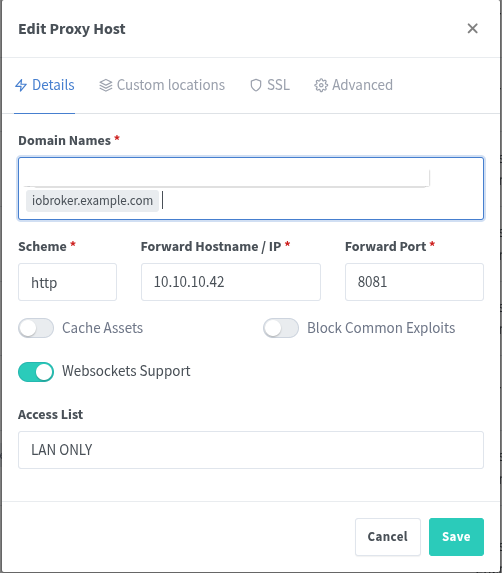 Edit Proxy Host
Details Custom locations SSL Advanced
Domain Names *
iobroker.example.com
Scheme * Forward Hostname / IP * Forward Port *
http 10.10.10.42 8081
Cache Assets Block Common Exploits
Websockets Support
Access List
LAN ONLY
Cancel Save